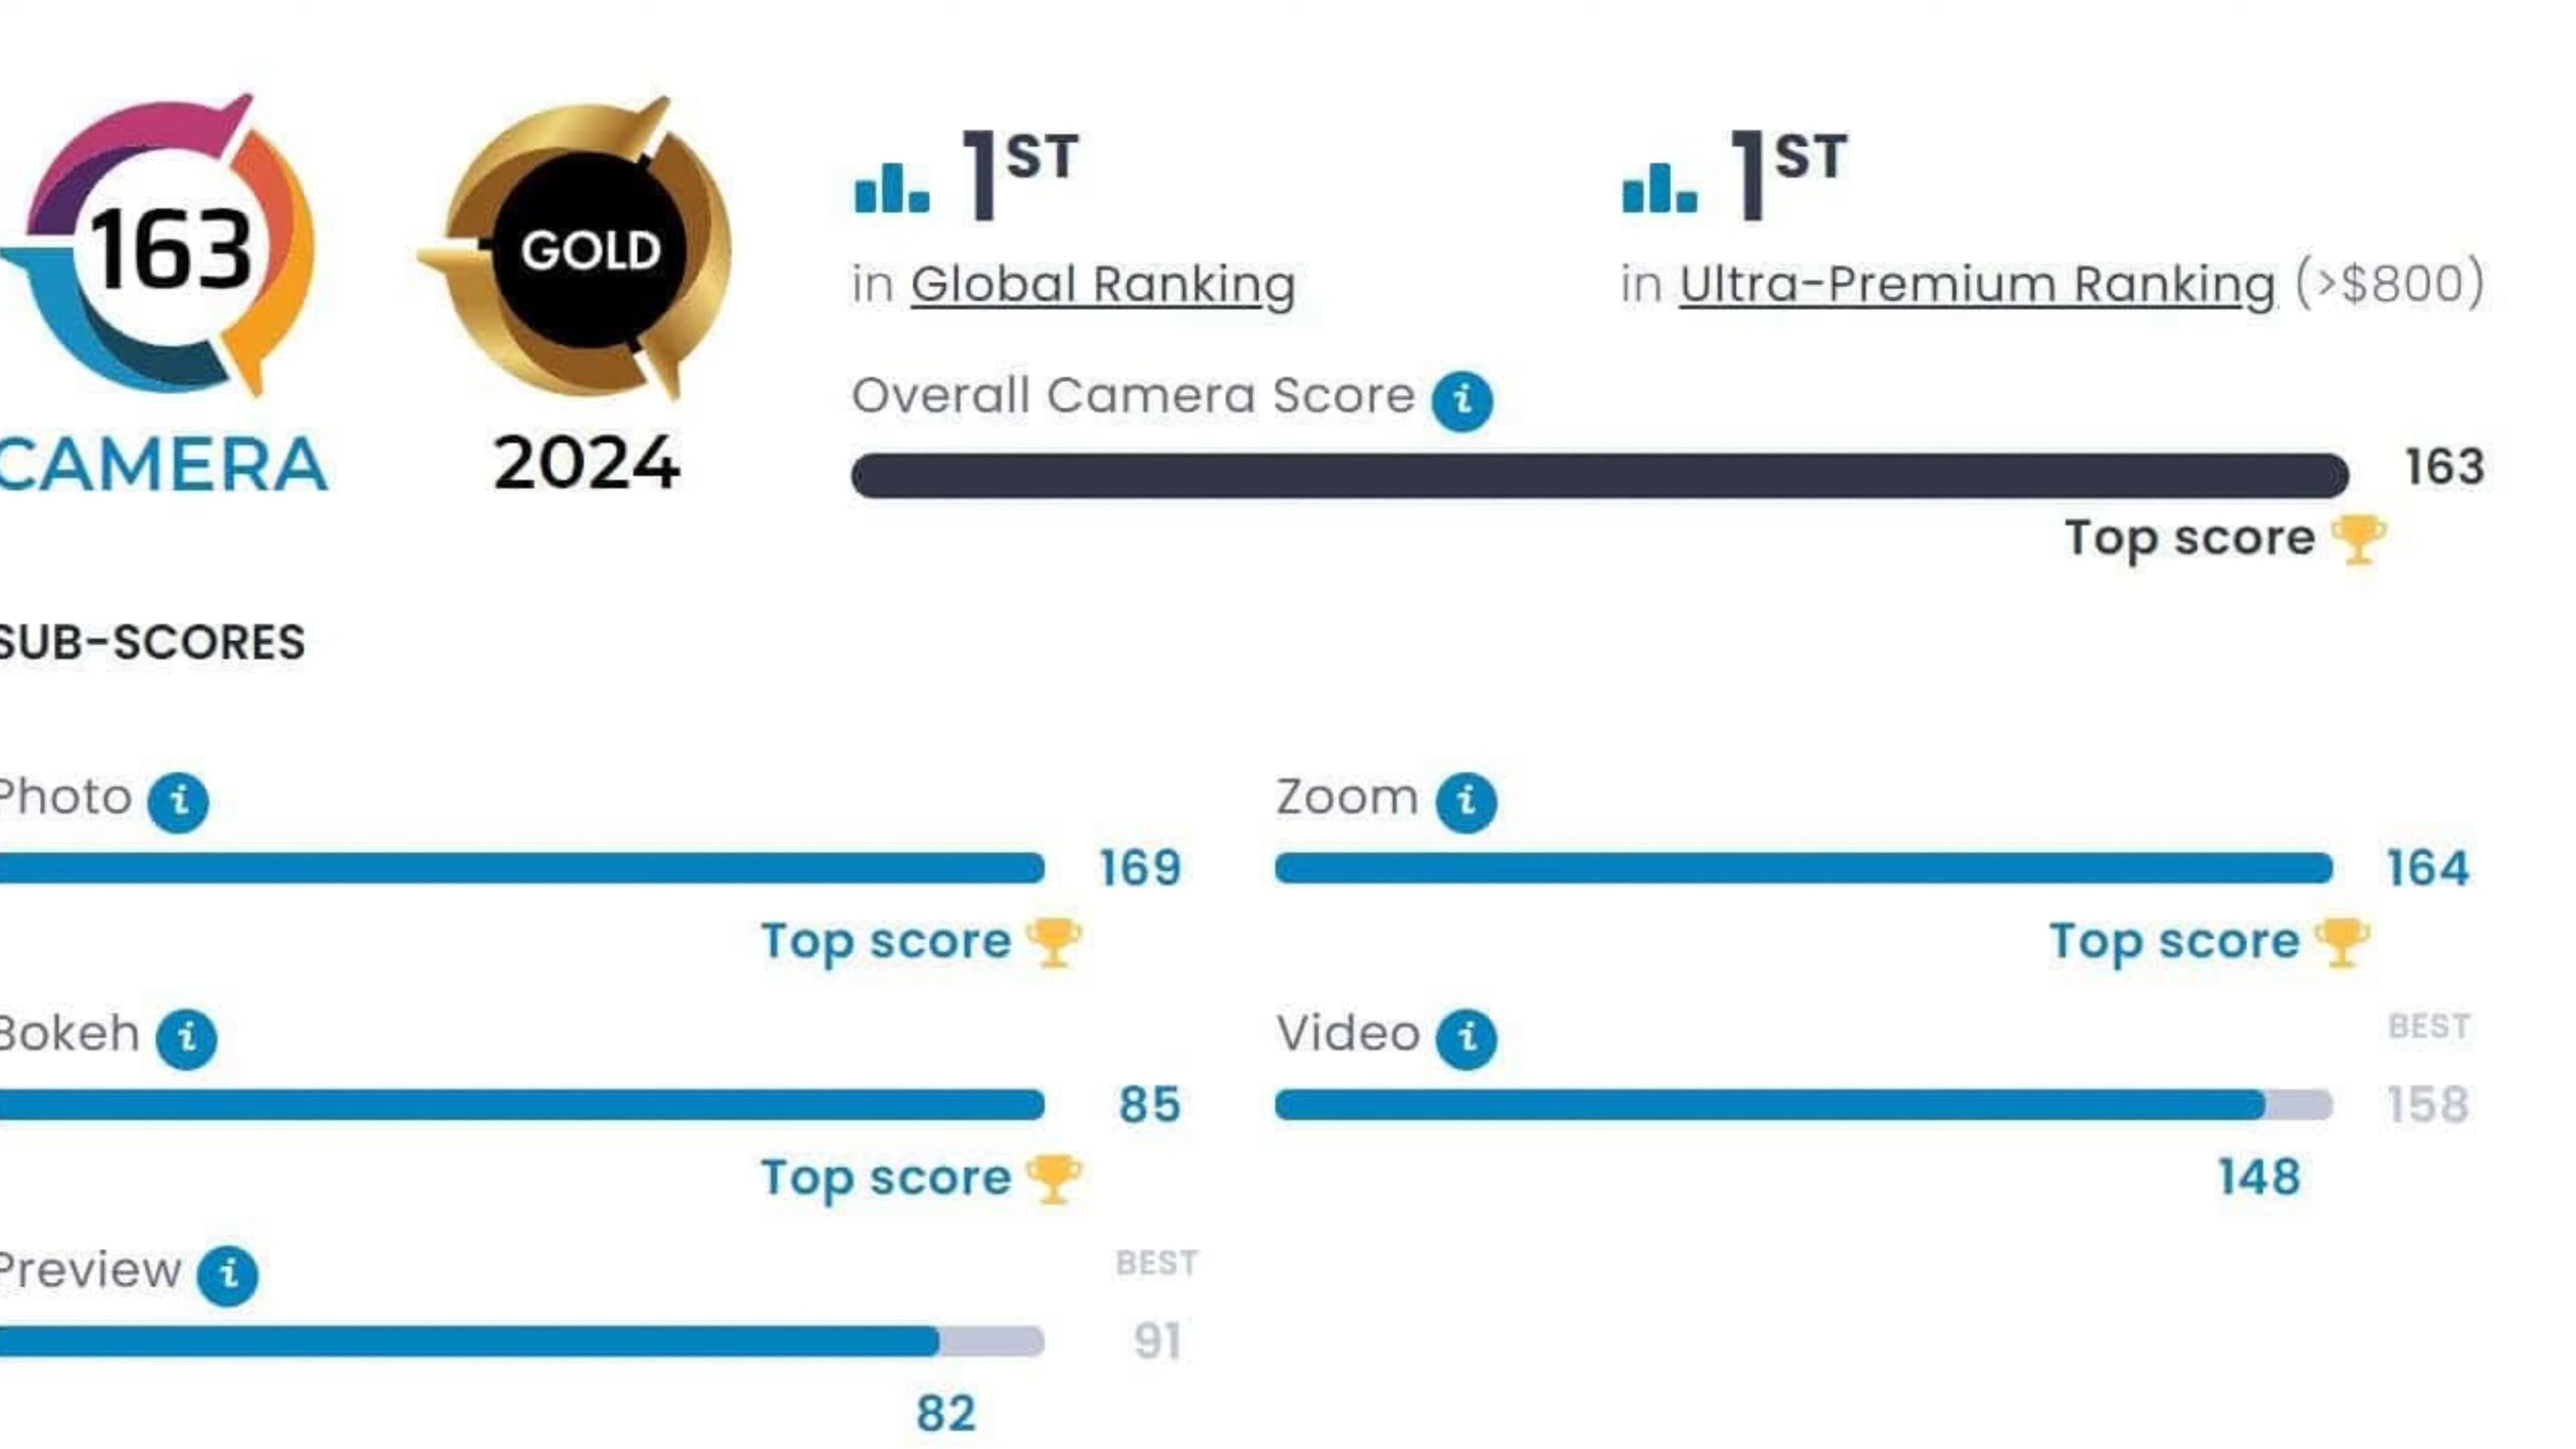 163
CAMERA
GOLD
2024
1ST
in Global Ranking
1ST
in Ultra-Premium Ranking (>$800)
Overall Camera Score i
163
Top score
SUB-SCORES
Photo i
169
Top score
Zoom i
164
Top score
Bokeh i
85
Top score
Video i
BEST
158
148
Preview i
BEST
91
82